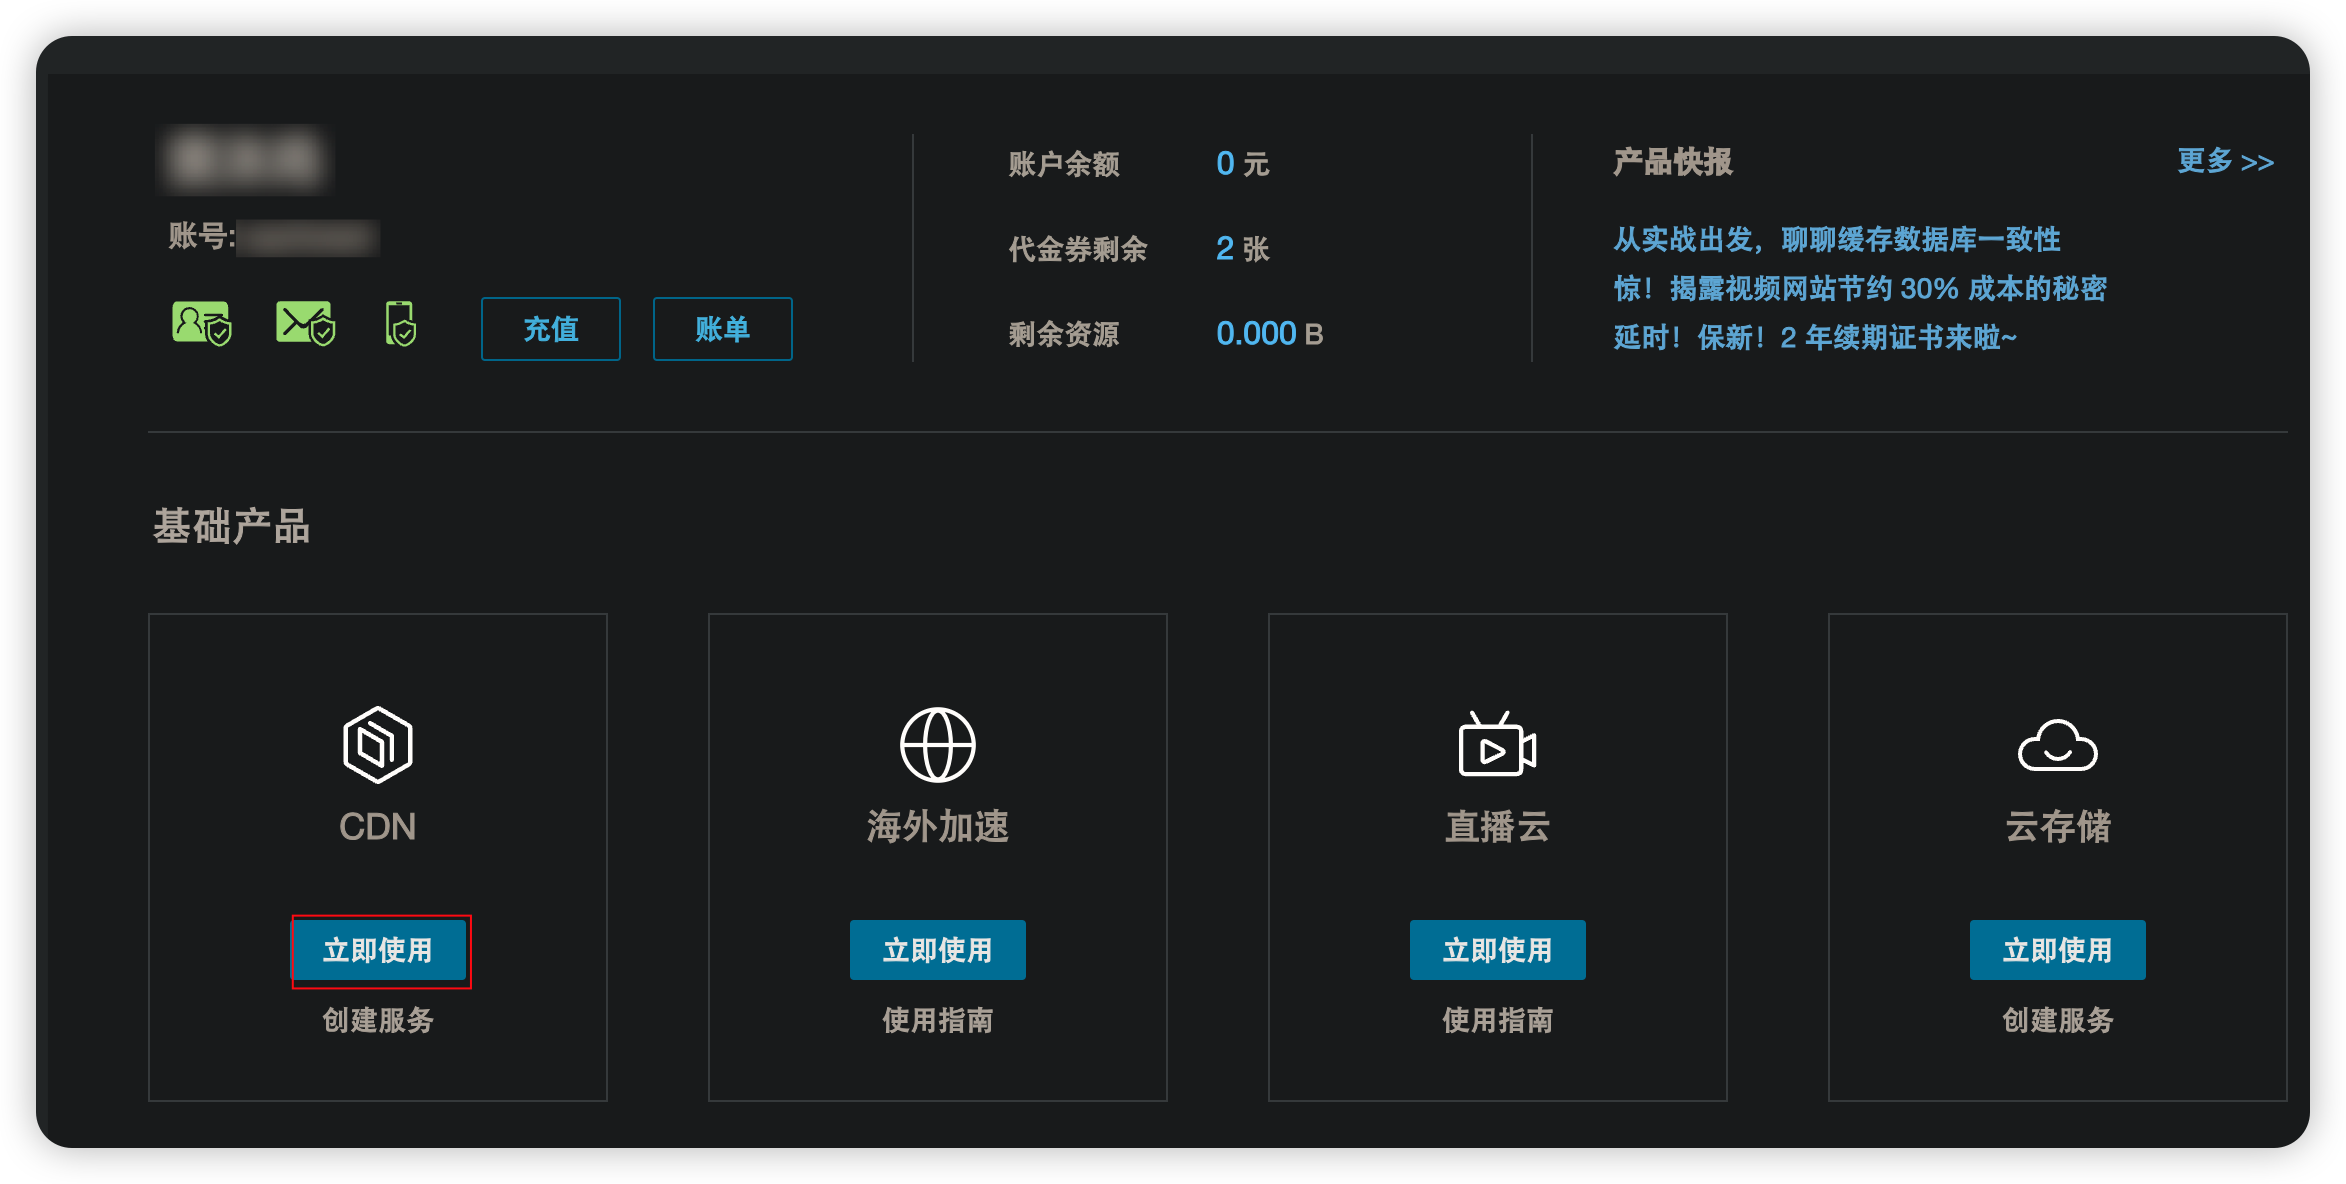 账号:
充值
账单
账户余额 0 元
代金券剩余 2 张
剩余资源 0.000 B
产品快报
更多 >>
从实战出发，聊聊缓存数据库一致性
惊！揭露视频网站节约 30% 成本的秘密
延时！保新！2 年续期证书来啦~
基础产品
CDN
立即使用
创建服务
海外加速
立即使用
使用指南
直播云
立即使用
使用指南
云存储
立即使用
创建服务